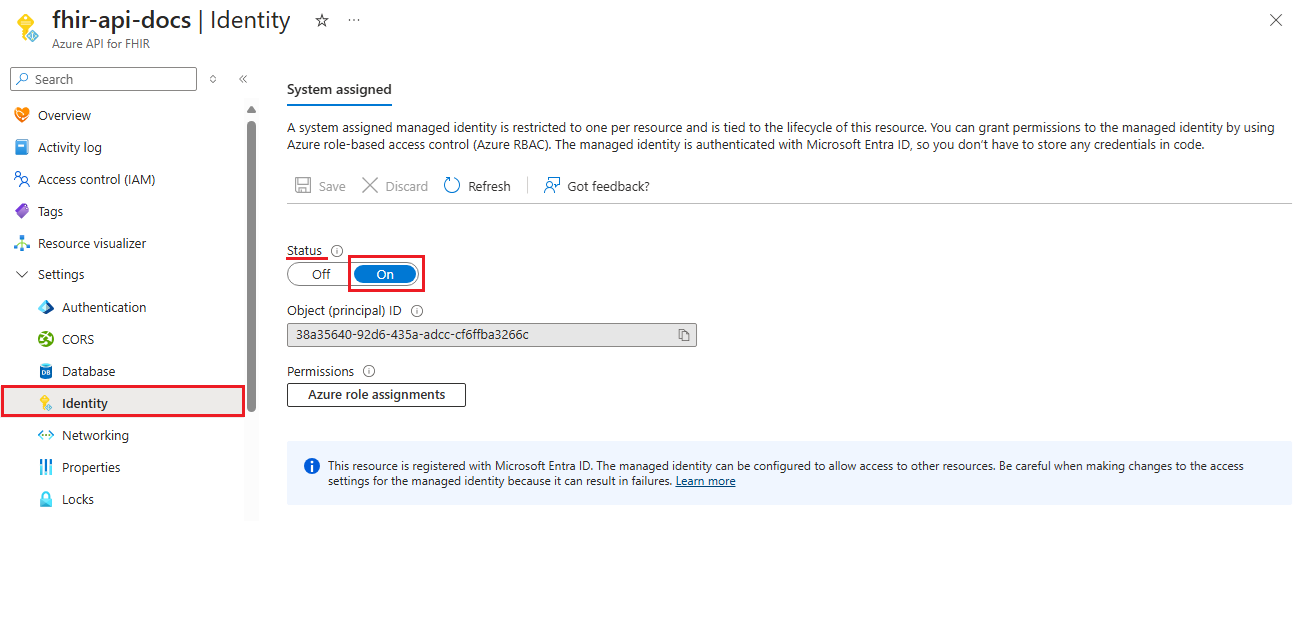 fhir-api-docs | Identity
Azure API for FHIR
Search
Overview
Activity log
Access control (IAM)
Tags
Resource visualizer
Settings
Authentication
CORS
Database
Identity
Networking
Properties
Locks
System assigned
A system assigned managed identity is restricted to one per resource and is tied to the lifecycle of this resource. You can grant permissions to the managed identity by using
Azure role-based access control (Azure RBAC). The managed identity is authenticated with Microsoft Entra ID, so you don't have to store any credentials in code.
Save Discard Refresh Got feedback?
Status
Off On
Object (principal) ID
38a35640-92d6-435a-adcc-cf6ffba3266c
Permissions
Azure role assignments
This resource is registered with Microsoft Entra ID. The managed identity can be configured to allow access to other resources. Be careful when making changes to the access
settings for the managed identity because it can result in failures. Learn more